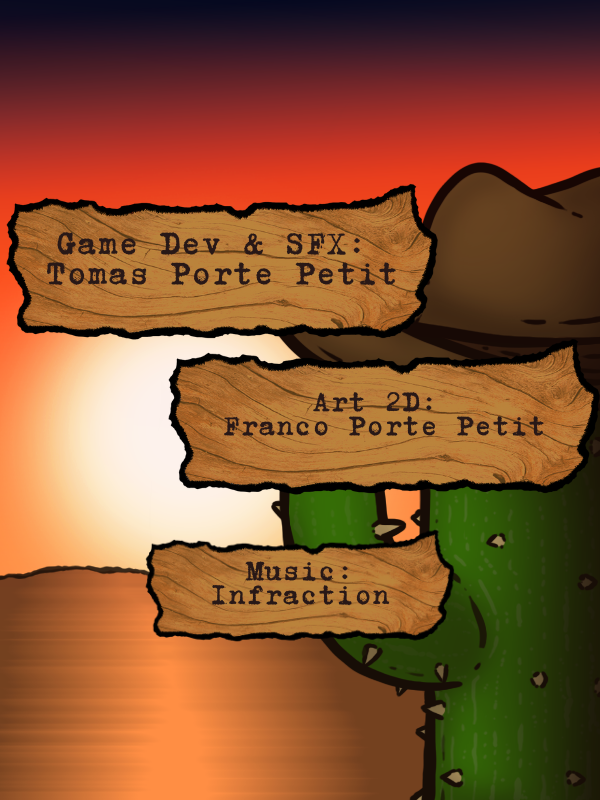 Game Dev & SFX:
Tomas Porte Petit
Art 2D:
Franco Porte Petit
Music:
Infraction